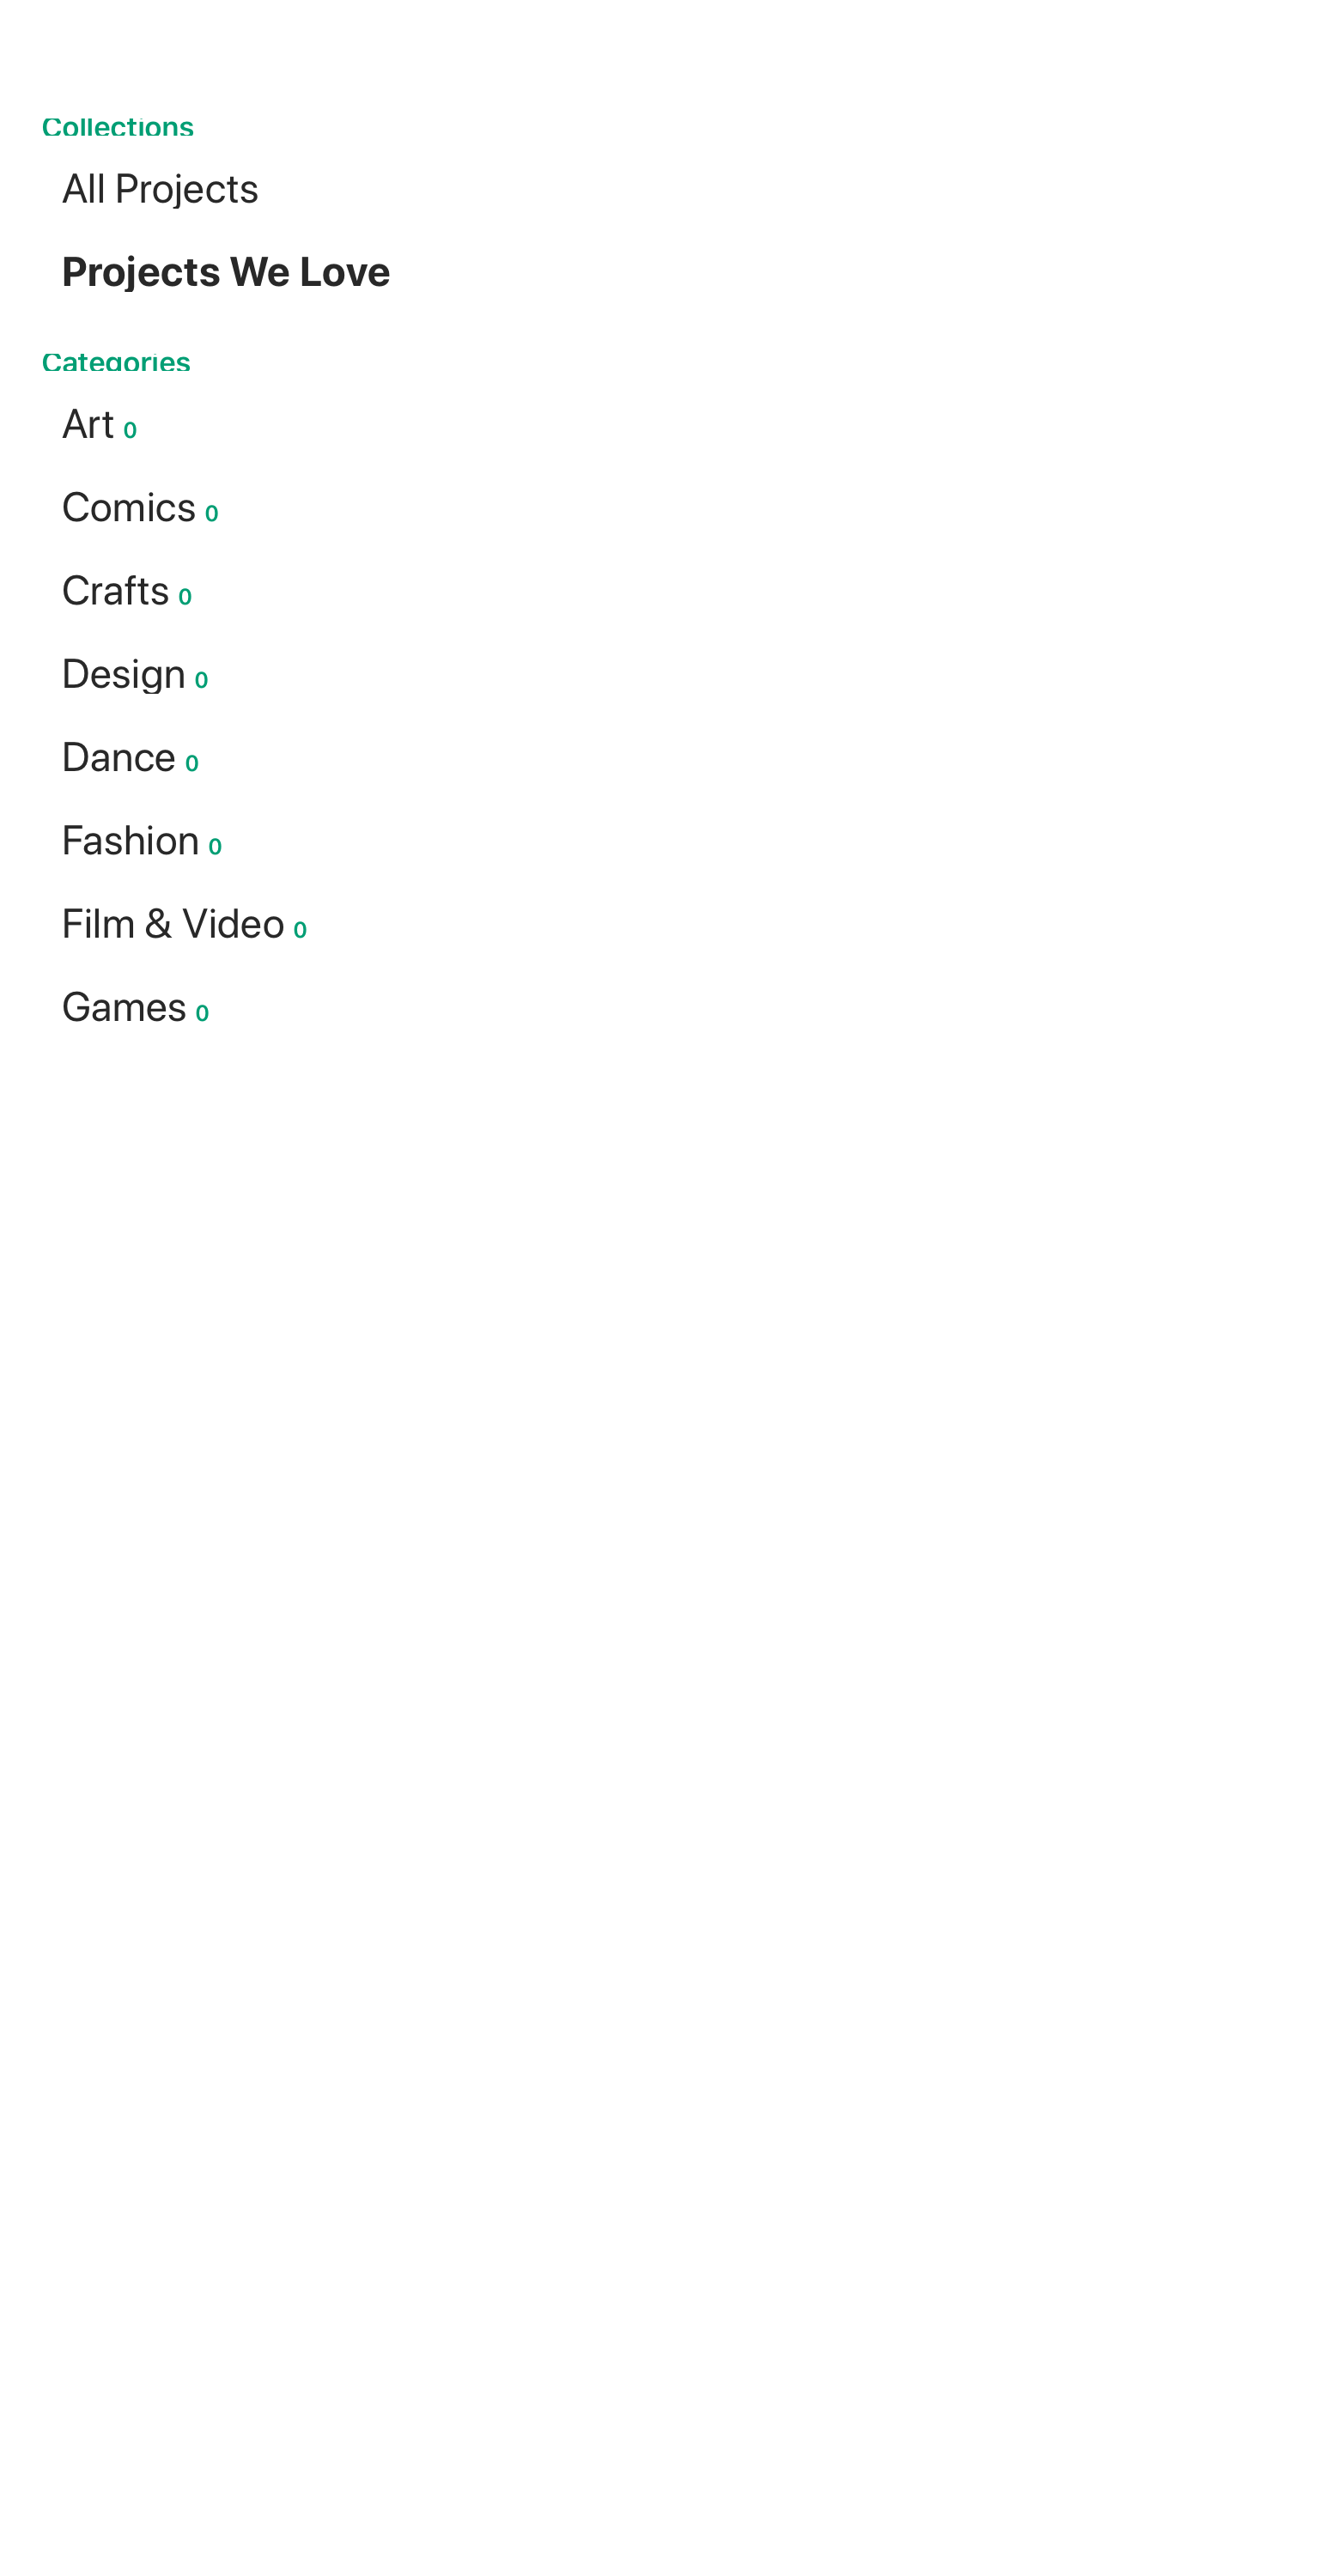 Collections
All Projects
Projects We Love
Categories
Art 0
Comics 0
Crafts 0
Design 0
Dance 0
Fashion 0
Film & Video 0
Games 0